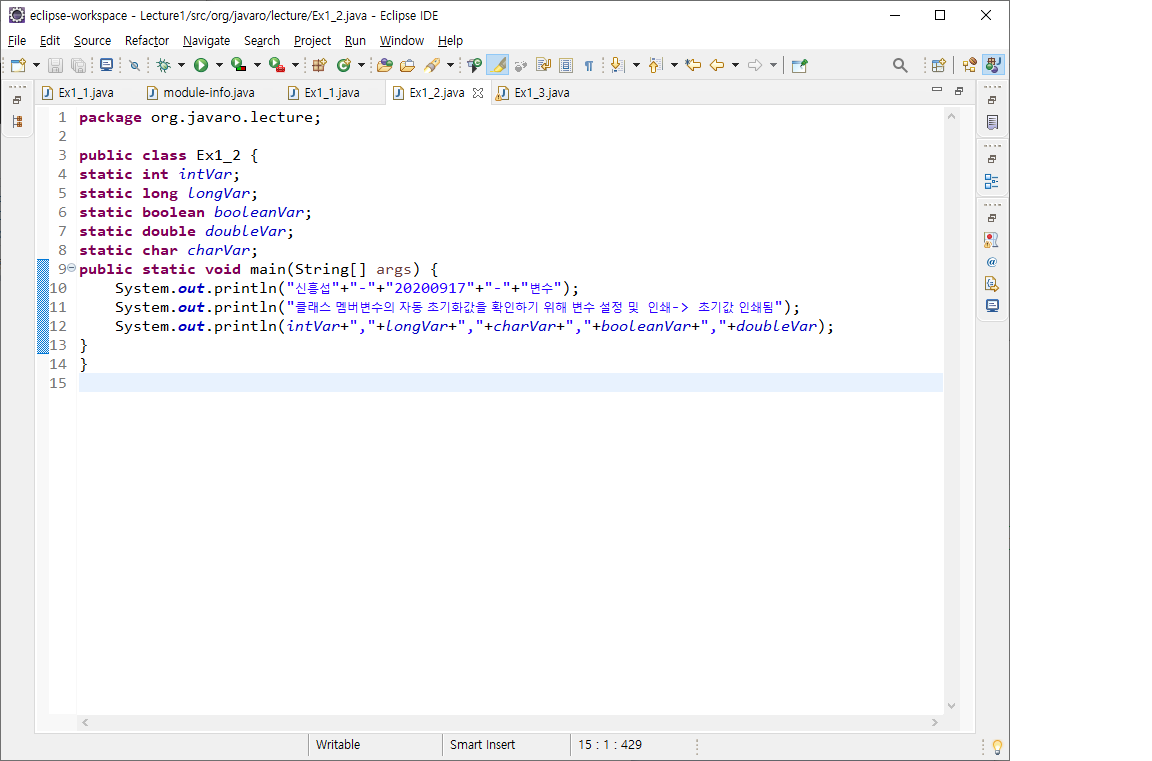 eclipse-workspace - Lecture1/src/org/javaro/lecture/Ex1_2.java - Eclipse IDE
File Edit Source Refactor Navigate Search Project Run Window Help
Ex1_1.java module-info.java Ex1_1.java Ex1_2.java Ex1_3.java
1 package org.javaro.lecture;
2
3 public class Ex1_2 {
4 static int intVar;
5 static long longVar;
6 static boolean booleanVar;
7 static double doubleVar;
8 static char charVar;
9 public static void main(String[] args) {
10 System.out.println("신흥섭"+"-"+"20200917"+"-"+"변수");
11 System.out.println("클래스 멤버변수의 자동 초기화값을 확인하기 위해 변수 설정 및 인쇄-> 초기값 인쇄됨");
12 System.out.println(intVar+","+longVar+","+charVar+","+booleanVar+","+doubleVar);
13 }
14 }
15
Writable Smart Insert 15 : 1 : 429